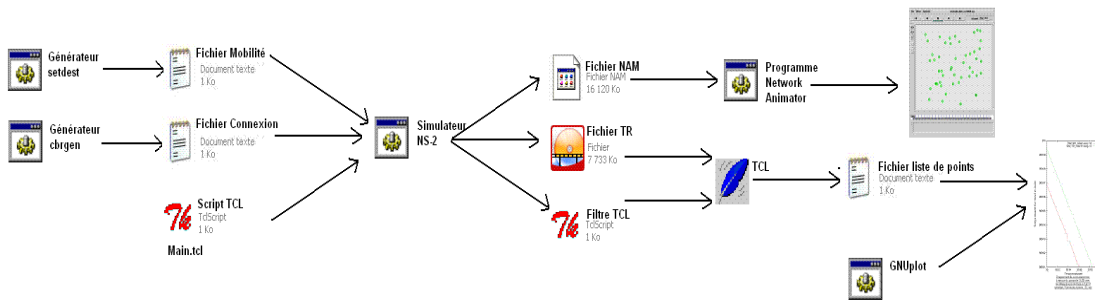 Générateur
setdest
Fichier Mobilité
Document texte
1 Ko
Générateur
cbrgen
Fichier Connexion
Document texte
1 Ko
Script TCL
TclScript
1 Ko
Main.tcl
Simulateur
NS-2
Fichier NAM
Fichier NAM
16 120 Ko
Programme
Network
Animator
Fichier TR
Fichier
7 733 Ko
Filtre TCL
TclScript
1 Ko
TCL
Fichier liste de points
Document texte
1 Ko
GNUplot